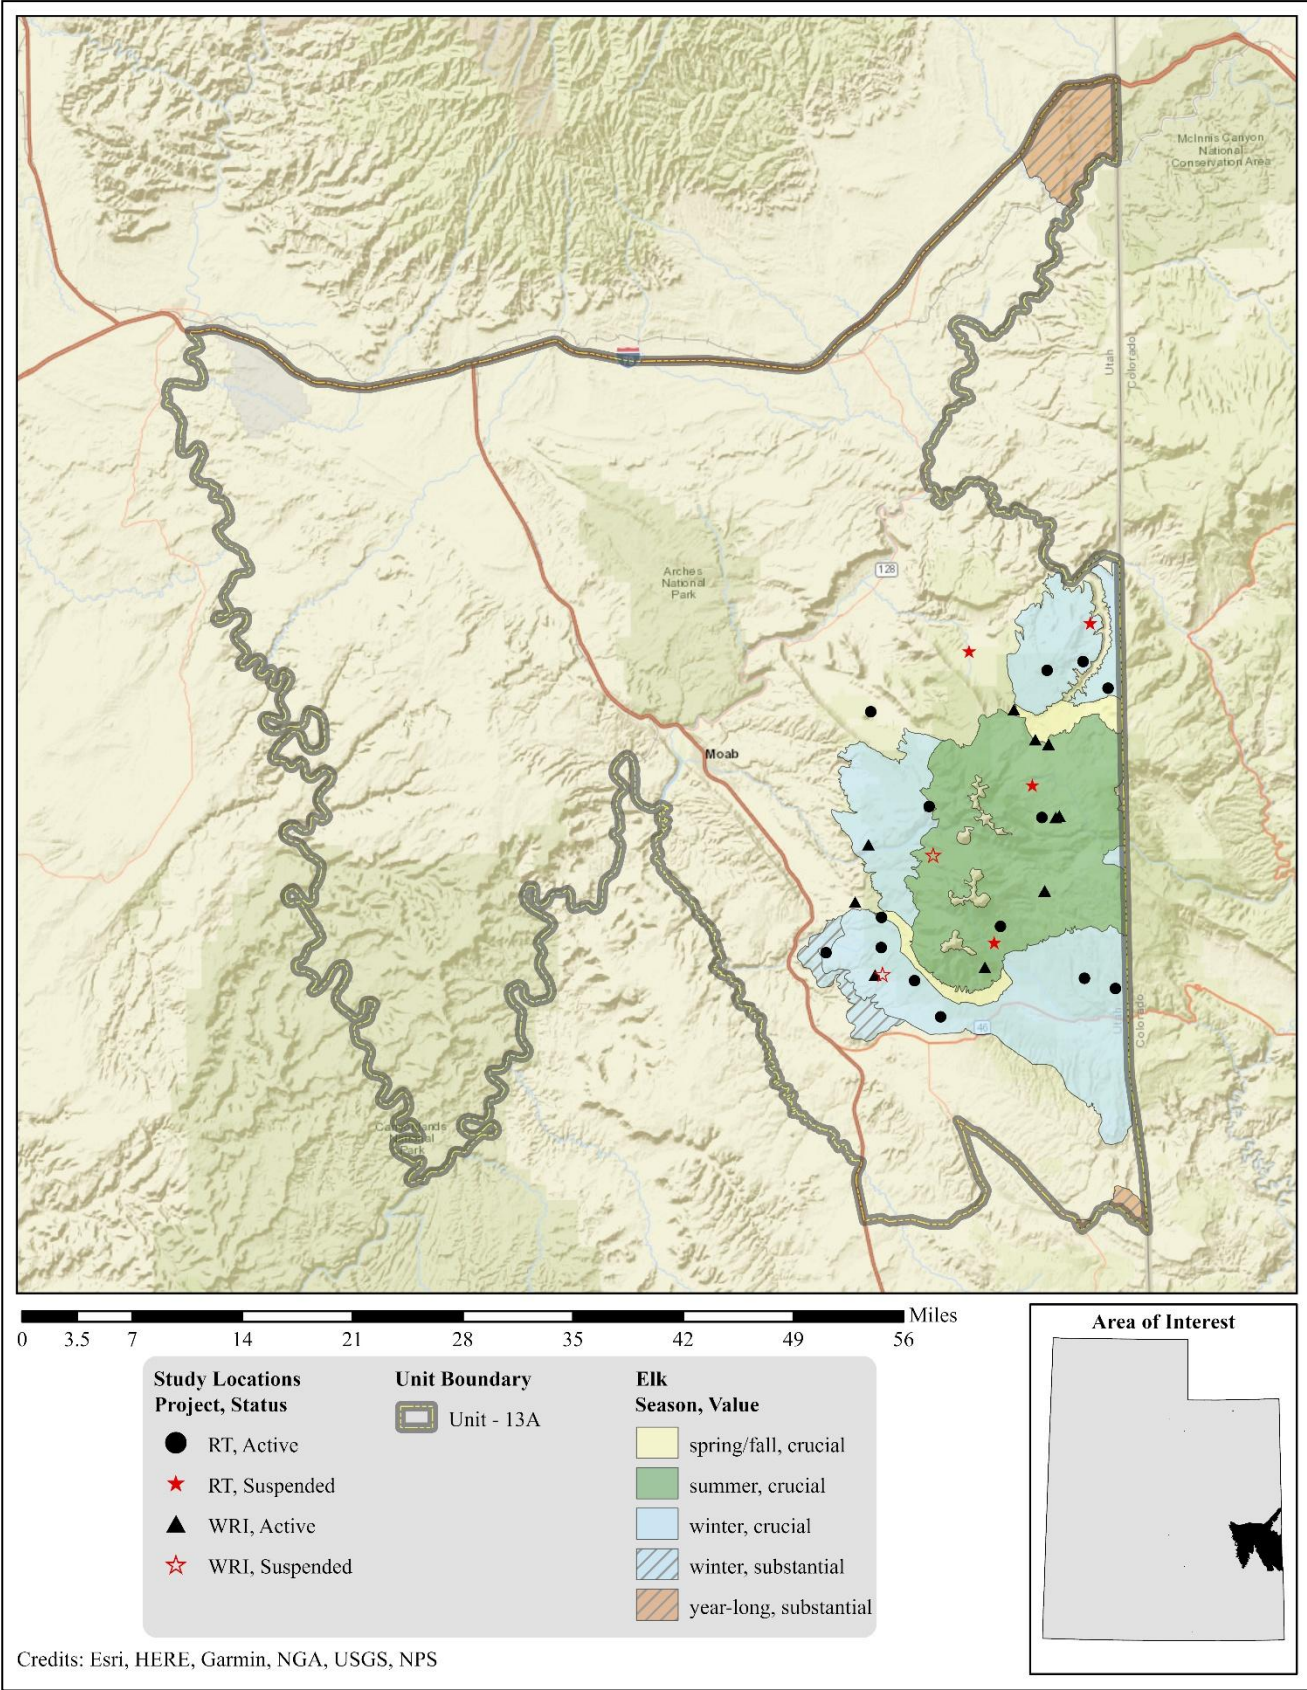 McInnis Canyon
National
Conservation Area
Utah
Colorado
128
Arches
National
Park
Moab
46
Utah
Colorado
Canyonlands
National
Park
Miles
0 3.5 7 14 21 28 35 42 49 56
Study Locations
Project, Status
RT, Active
RT, Suspended
WRI, Active
WRI, Suspended
Unit Boundary
Unit - 13A
Elk
Season, Value
spring/fall, crucial
summer, crucial
winter, crucial
winter, substantial
year-long, substantial
Area of Interest
Credits: Esri, HERE, Garmin, NGA, USGS, NPS